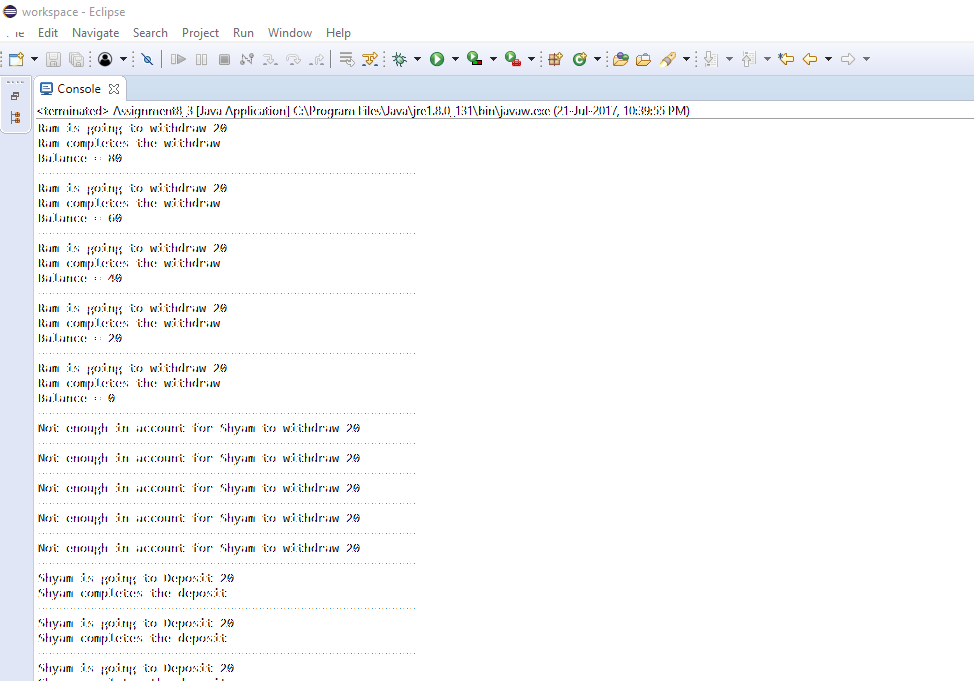 workspace - Eclipse
Edit Navigate Search Project Run Window Help
Console
<terminated> Assignment8_3 [Java Application] C:\Program Files\Java\jre1.8.0_131\bin\javaw.exe (21-Jul-2017, 10:39:55 PM)
Ram is going to withdraw 20
Ram completes the withdraw
Balance = 80
Ram is going to withdraw 20
Ram completes the withdraw
Balance = 60
Ram is going to withdraw 20
Ram completes the withdraw
Balance = 40
Ram is going to withdraw 20
Ram completes the withdraw
Balance = 20
Ram is going to withdraw 20
Ram completes the withdraw
Balance = 0
Not enough in account for Shyam to withdraw 20
Not enough in account for Shyam to withdraw 20
Not enough in account for Shyam to withdraw 20
Not enough in account for Shyam to withdraw 20
Not enough in account for Shyam to withdraw 20
Shyam is going to Deposit 20
Shyam completes the deposit
Shyam is going to Deposit 20
Shyam completes the deposit
Shyam is going to Deposit 20